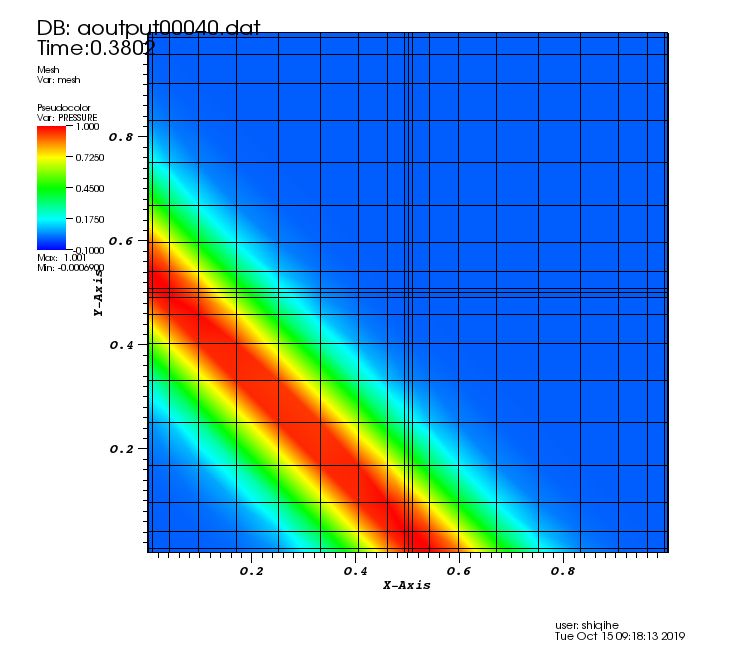 DB: aoutput00040.dat
Time:0.3802
Mesh
Var: mesh
Pseudocolor
Var: PRESSURE
1.000
0.7250
0.4500
0.1750
-0.1000
Max: 1.001
Min: -0.0006900
0.8
0.6
Y-Axis
0.4
0.2
0.2 0.4 0.6 0.8
X-Axis
user: shiqihe
Tue Oct 15 09:18:13 2019